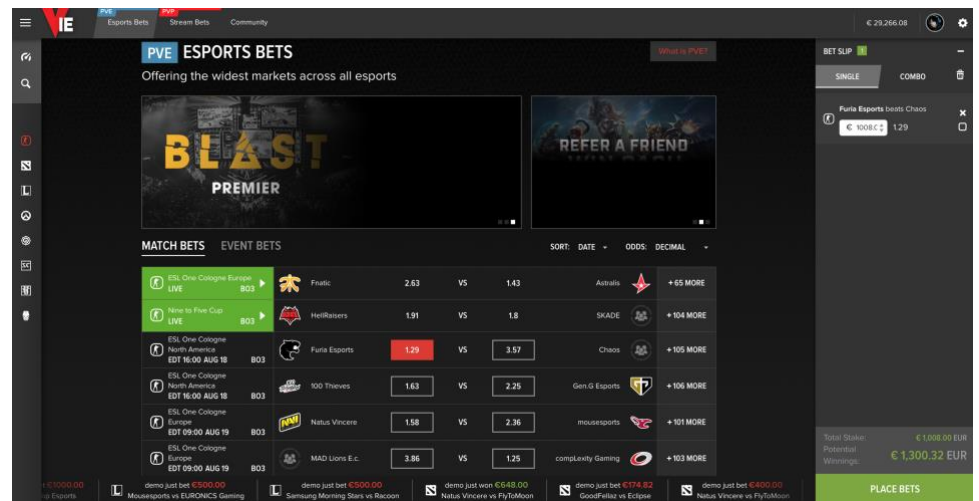 VIE
PVE
Esports Bets
PVP
Stream Bets
Community
€ 29,266.08
PVE ESPORTS BETS
What is PVE?
Offering the widest markets across all esports
BLAST
PREMIER
REFER A FRIEND
WIN CASH
MATCH BETS EVENT BETS
SORT: DATE ODDS: DECIMAL
ESL One Cologne Europe
LIVE BO3
Fnatic 2.63 VS 1.43 Astralis + 65 MORE
Nine to Five Cup
LIVE BO3
HellRaisers 1.91 VS 1.8 SKADE + 104 MORE
ESL One Cologne
North America
EDT 16:00 AUG 18 BO3
Furia Esports 1.29 VS 3.57 Chaos + 105 MORE
ESL One Cologne
North America
EDT 16:00 AUG 18 BO3
100 Thieves 1.63 VS 2.25 Gen.G Esports + 106 MORE
ESL One Cologne
Europe
EDT 09:00 AUG 19 BO3
Natus Vincere 1.58 VS 2.36 mousesports + 101 MORE
ESL One Cologne
Europe
EDT 09:00 AUG 19 BO3
MAD Lions E.c. 3.86 VS 1.25 compLexity Gaming + 103 MORE
€1000.00
Esports
demo just bet €500.00
Mousesports vs EURONICS Gaming
demo just bet €500.00
Samsung Morning Stars vs Racoon
demo just won €648.00
Natus Vincere vs FlyToMoon
demo just bet €174.82
GoodFellaz vs Eclipse
demo just bet €400.00
Natus Vincere vs FlyToMoon
BET SLIP 1
SINGLE COMBO
Furia Esports beats Chaos
€ 1008.0 1.29
Total Stake: € 1,008.00 EUR
Potential
Winnings: € 1,300.32 EUR
PLACE BETS